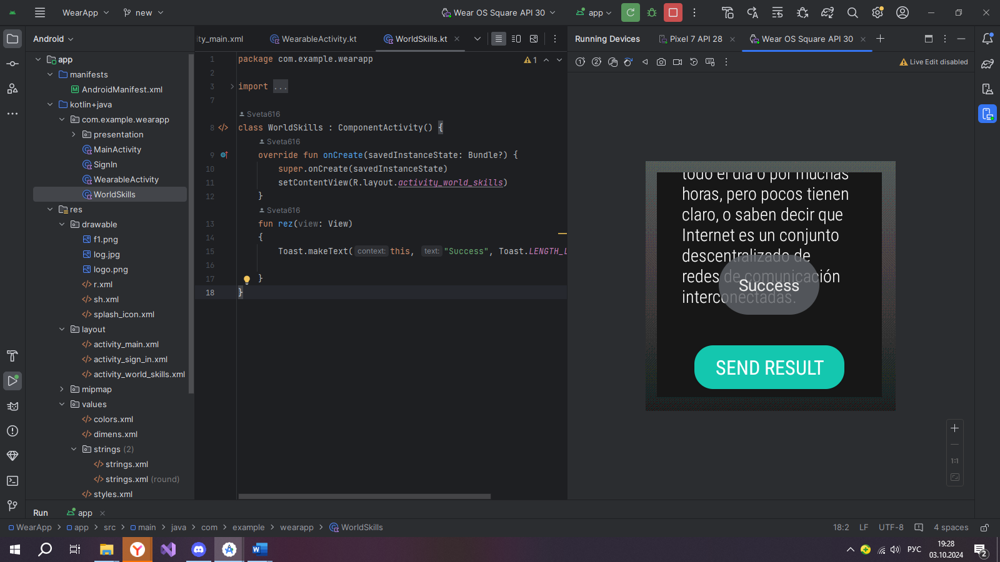 WearApp
new
Wear OS Square API 30
app
Android
ity_main.xml
WearableActivity.kt
WorldSkills.kt
Running Devices
Pixel 7 API 28
Wear OS Square API 30
Live Edit disabled
app
manifests
AndroidManifest.xml
kotlin+java
com.example.wearapp
presentation
MainActivity
SignIn
WearableActivity
WorldSkills
res
drawable
f1.png
log.jpg
logo.png
r.xml
sh.xml
splash_icon.xml
layout
activity_main.xml
activity_sign_in.xml
activity_world_skills.xml
mipmap
values
colors.xml
dimens.xml
strings (2)
strings.xml
strings.xml (round)
styles.xml
1 package com.example.wearapp
1
2
3 import ...
7
Sveta616
8 class WorldSkills : ComponentActivity() {
Sveta616
9 override fun onCreate(savedInstanceState: Bundle?) {
10 super.onCreate(savedInstanceState)
11 setContentView(R.layout.activity_world_skills)
12 }
Sveta616
13 fun rez(view: View)
14 {
15 Toast.makeText( context: this, text: "Success", Toast.LENGTH_L
16
17 }
18 }
todo el día o por muchas
horas, pero pocos tienen
claro, o saben decir que
Internet es un conjunto
descentralizado de
redes de comunicación
interconectadas.
Success
SEND RESULT
1:1
Run
app
WearApp > app > src > main > java > com > example > wearapp > WorldSkills
18:2
LF
UTF-8
4 spaces
РУС
19:28
03.10.2024
2